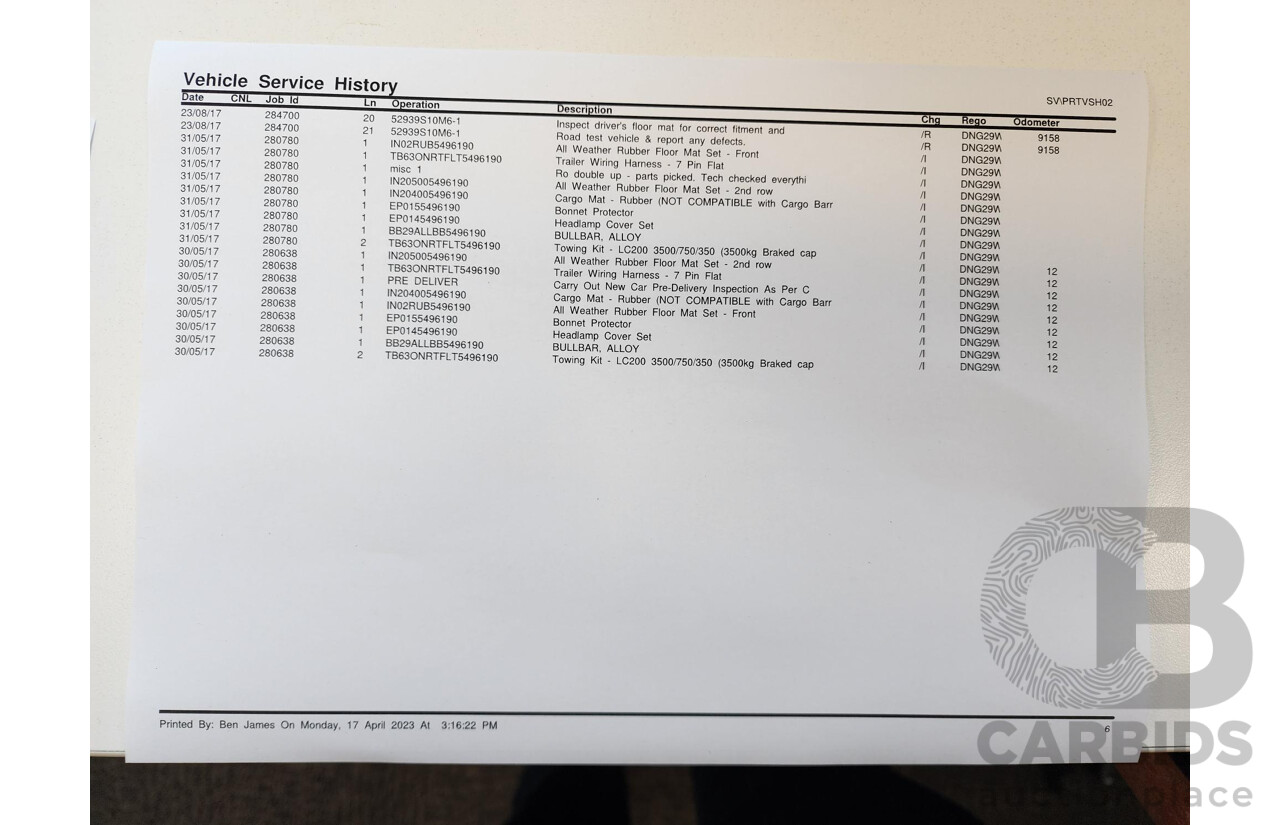 Vehicle Service History
SV\PRTVSH02
Date CNL Job Id Ln Operation Description Chg Rego Odometer
23/08/17 284700 20 52939S10M6-1 Inspect driver's floor mat for correct fitment and /R DNG29W 9158
23/08/17 284700 21 52939S10M6-1 Road test vehicle & report any defects. /R DNG29W 9158
31/05/17 280780 1 IN02RUB5496190 All Weather Rubber Floor Mat Set - Front /I DNG29W
31/05/17 280780 1 TB63ONRTFLT5496190 Trailer Wiring Harness - 7 Pin Flat /I DNG29W
31/05/17 280780 1 misc 1 Ro double up - parts picked. Tech checked everythi /I DNG29W
31/05/17 280780 1 IN205005496190 All Weather Rubber Floor Mat Set - 2nd row /I DNG29W
31/05/17 280780 1 IN204005496190 Cargo Mat - Rubber (NOT COMPATIBLE with Cargo Barr /I DNG29W
31/05/17 280780 1 EP0155496190 Bonnet Protector /I DNG29W
31/05/17 280780 1 EP0145496190 Headlamp Cover Set /I DNG29W
31/05/17 280780 1 BB29ALLBB5496190 BULLBAR, ALLOY /I DNG29W
31/05/17 280780 2 TB63ONRTFLT5496190 Towing Kit - LC200 3500/750/350 (3500kg Braked cap /I DNG29W
30/05/17 280638 1 IN205005496190 All Weather Rubber Floor Mat Set - 2nd row /I DNG29W 12
30/05/17 280638 1 TB63ONRTFLT5496190 Trailer Wiring Harness - 7 Pin Flat /I DNG29W 12
30/05/17 280638 1 PRE DELIVER Carry Out New Car Pre-Delivery Inspection As Per C /I DNG29W 12
30/05/17 280638 1 IN204005496190 Cargo Mat - Rubber (NOT COMPATIBLE with Cargo Barr /I DNG29W 12
30/05/17 280638 1 IN02RUB5496190 All Weather Rubber Floor Mat Set - Front /I DNG29W 12
30/05/17 280638 1 EP0155496190 Bonnet Protector /I DNG29W 12
30/05/17 280638 1 EP0145496190 Headlamp Cover Set /I DNG29W 12
30/05/17 280638 1 BB29ALLBB5496190 BULLBAR, ALLOY /I DNG29W 12
30/05/17 280638 2 TB63ONRTFLT5496190 Towing Kit - LC200 3500/750/350 (3500kg Braked cap /I DNG29W 12
Printed By: Ben James On Monday, 17 April 2023 At 3:16:22 PM
6
CB
CARBIDS
auctionplace